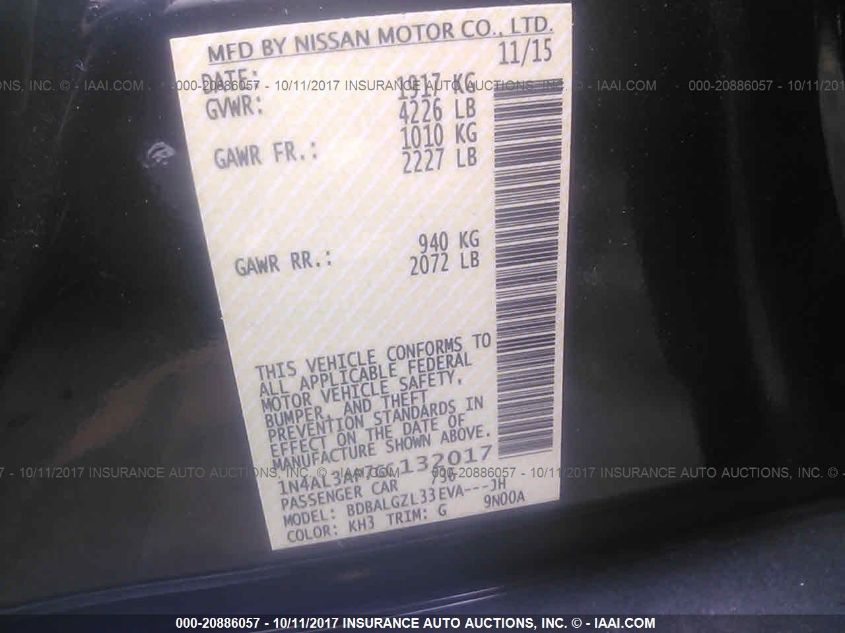 MFD BY NISSAN MOTOR CO., LTD.
DATE: 11/15
GVWR: 1917 KG
4226 LB
GAWR FR.: 1010 KG
2227 LB
GAWR RR.: 940 KG
2072 LB
THIS VEHICLE CONFORMS TO
ALL APPLICABLE FEDERAL
MOTOR VEHICLE SAFETY,
BUMPER, AND THEFT
PREVENTION STANDARDS IN
EFFECT ON THE DATE OF
MANUFACTURE SHOWN ABOVE.
PASSENGER CAR
MODEL: BDBALGZL33EVA---JH
COLOR: KH3 TRIM: G 9N00A
000-20886057 - 10/11/2017 INSURANCE AUTO AUCTIONS, INC. © - IAAI.COM